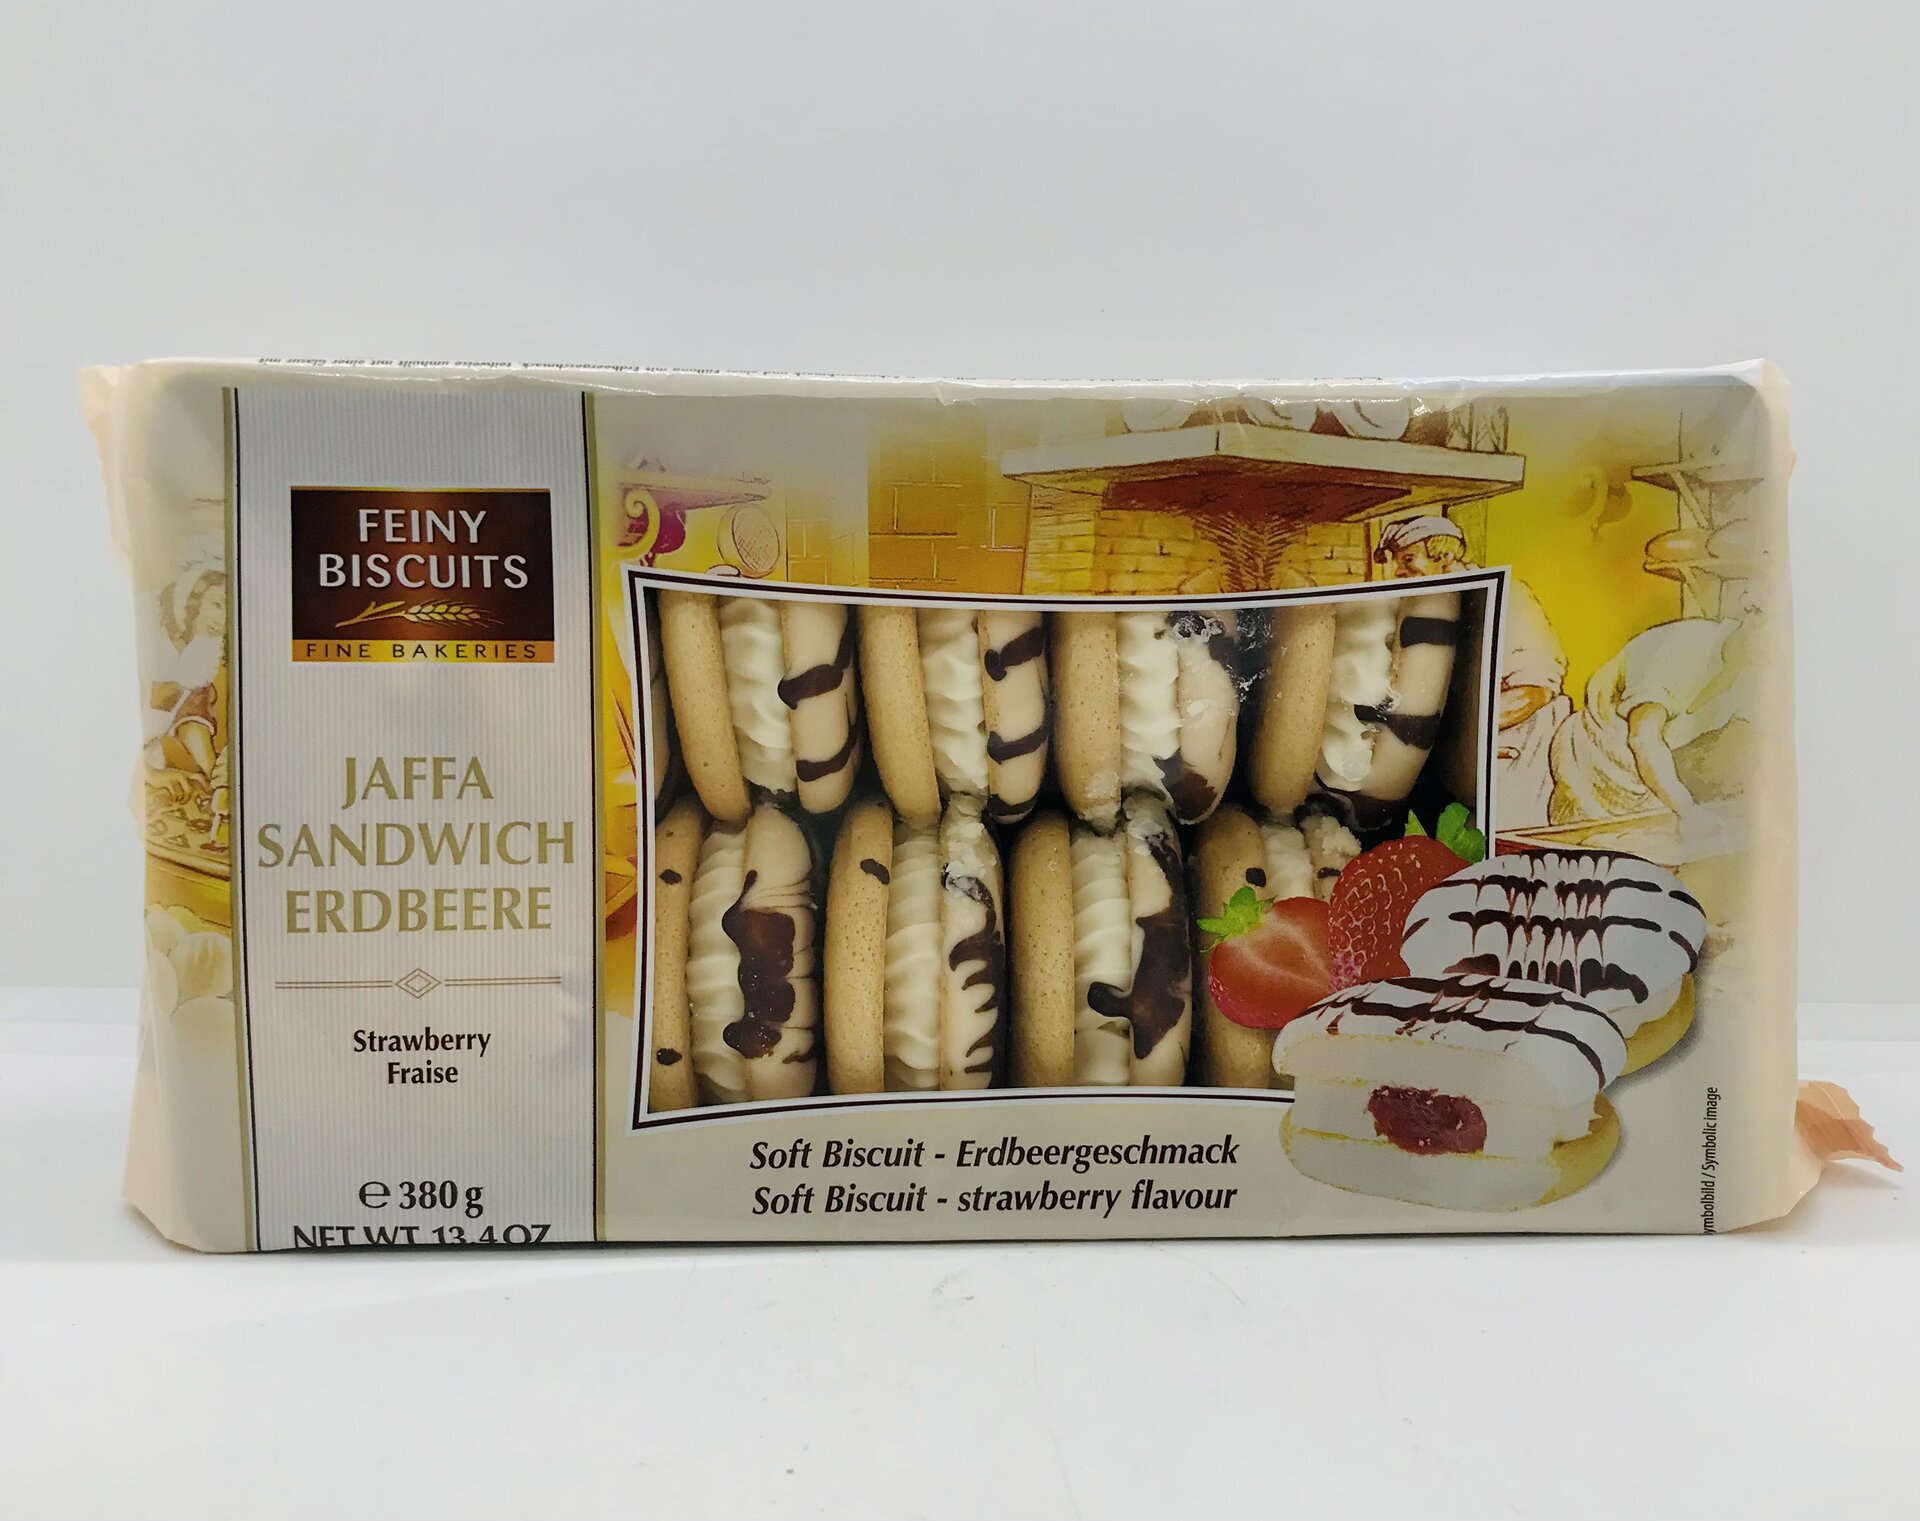 FEINY
BISCUITS
FINE BAKERIES
JAFFA
SANDWICH
ERDBEERE
Strawberry
Fraise
℮ 380 g
NET WT 13.4 OZ
Soft Biscuit - Erdbeergeschmack
Soft Biscuit - strawberry flavour
Symbolbild / Symbolic image